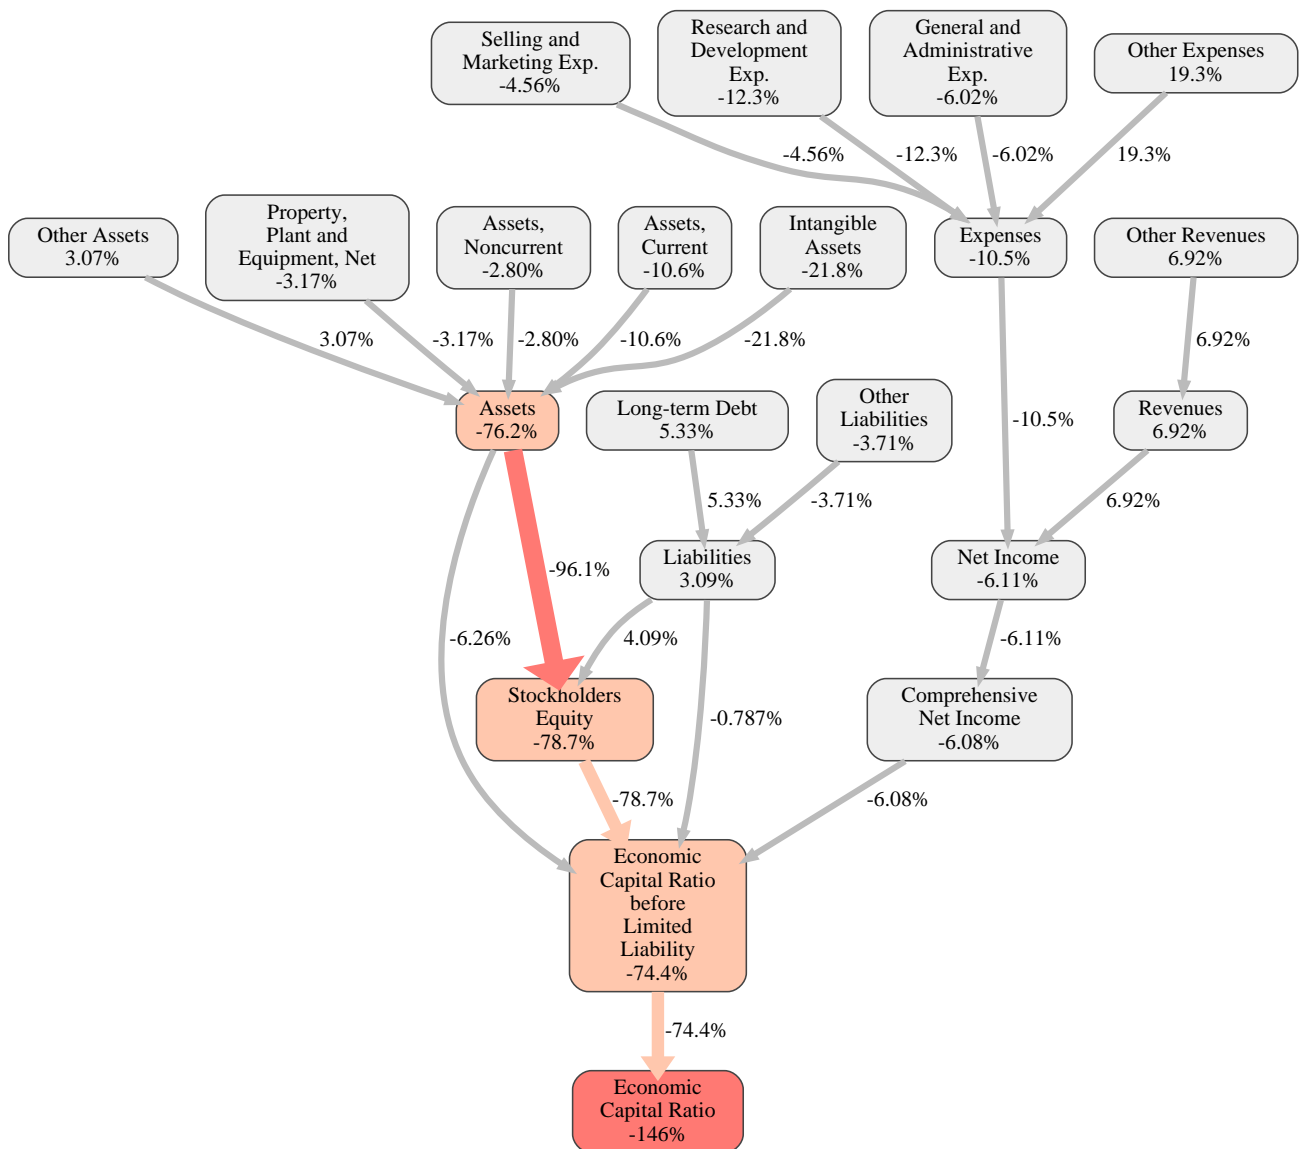 Selling and
Marketing Exp.
-4.56%
Research and
Development
Exp.
-12.3%
General and
Administrative
Exp.
-6.02%
Other Expenses
19.3%
-4.56%
-12.3%
-6.02%
19.3%
Other Assets
3.07%
Property,
Plant and
Equipment, Net
-3.17%
Assets,
Noncurrent
-2.80%
Assets,
Current
-10.6%
Intangible
Assets
-21.8%
Expenses
-10.5%
Other Revenues
6.92%
3.07%
-3.17%
-2.80%
-10.6%
-21.8%
6.92%
Assets
-76.2%
Long-term Debt
5.33%
Other
Liabilities
-3.71%
-10.5%
Revenues
6.92%
5.33%
-3.71%
6.92%
-96.1%
Liabilities
3.09%
Net Income
-6.11%
-6.26%
4.09%
-6.11%
Stockholders
Equity
-78.7%
-0.787%
Comprehensive
Net Income
-6.08%
-78.7%
-6.08%
Economic
Capital Ratio
before
Limited
Liability
-74.4%
-74.4%
Economic
Capital Ratio
-146%